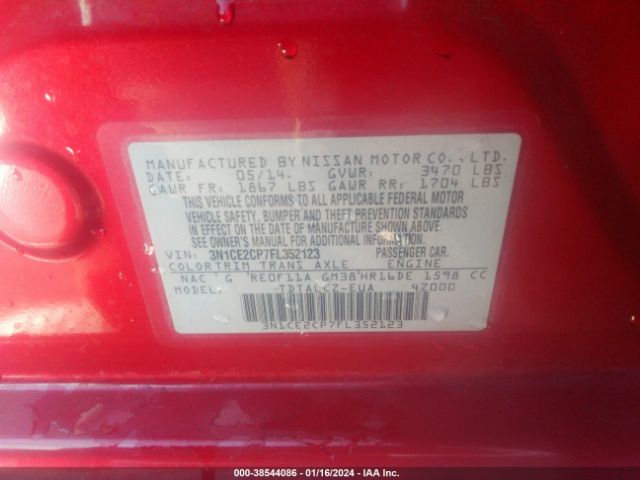 MANUFACTURED BY NISSAN MOTOR CO., LTD.
DATE: 05/14. GVWR: 3470 LBS
GAWR FR: 1867 LBS GAWR RR: 1704 LBS
THIS VEHICLE CONFORMS TO ALL APPLICABLE FEDERAL MOTOR
VEHICLE SAFETY, BUMPER AND THEFT PREVENTION STANDARDS
IN EFFECT ON THE DATE OF MANUFACTURE SHOWN ABOVE.
SEE OWNER'S MANUAL FOR ADDITIONAL INFORMATION.
VIN: 3N1CE2CP7FL352123 PASSENGER CAR.
COLOR TRIM TRANS AXLE ENGINE
NAC G RE0F11A GM38 HR16DE 1598 CC
MODEL: TDTALCZ-EUA 4Z000
3N1CE2CP7FL352123
000-38544086 - 01/16/2024 - IAA Inc.